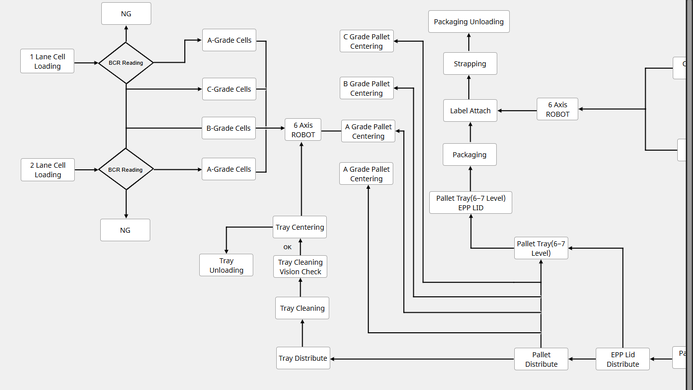 NG
1 Lane Cell
Loading
BCR Reading
A-Grade Cells
C-Grade Cells
B-Grade Cells
2 Lane Cell
Loading
BCR Reading
A-Grade Cells
NG
6 Axis
ROBOT
C Grade Pallet
Centering
B Grade Pallet
Centering
A Grade Pallet
Centering
A Grade Pallet
Centering
Tray Centering
OK
Tray
Unloading
Tray Cleaning
Vision Check
Tray Cleaning
Tray Distribute
Packaging Unloading
Strapping
Label Attach
6 Axis
ROBOT
Packaging
Pallet Tray(6~7 Level)
EPP LID
Pallet Tray(6~7
Level)
Pallet
Distribute
EPP Lid
Distribute